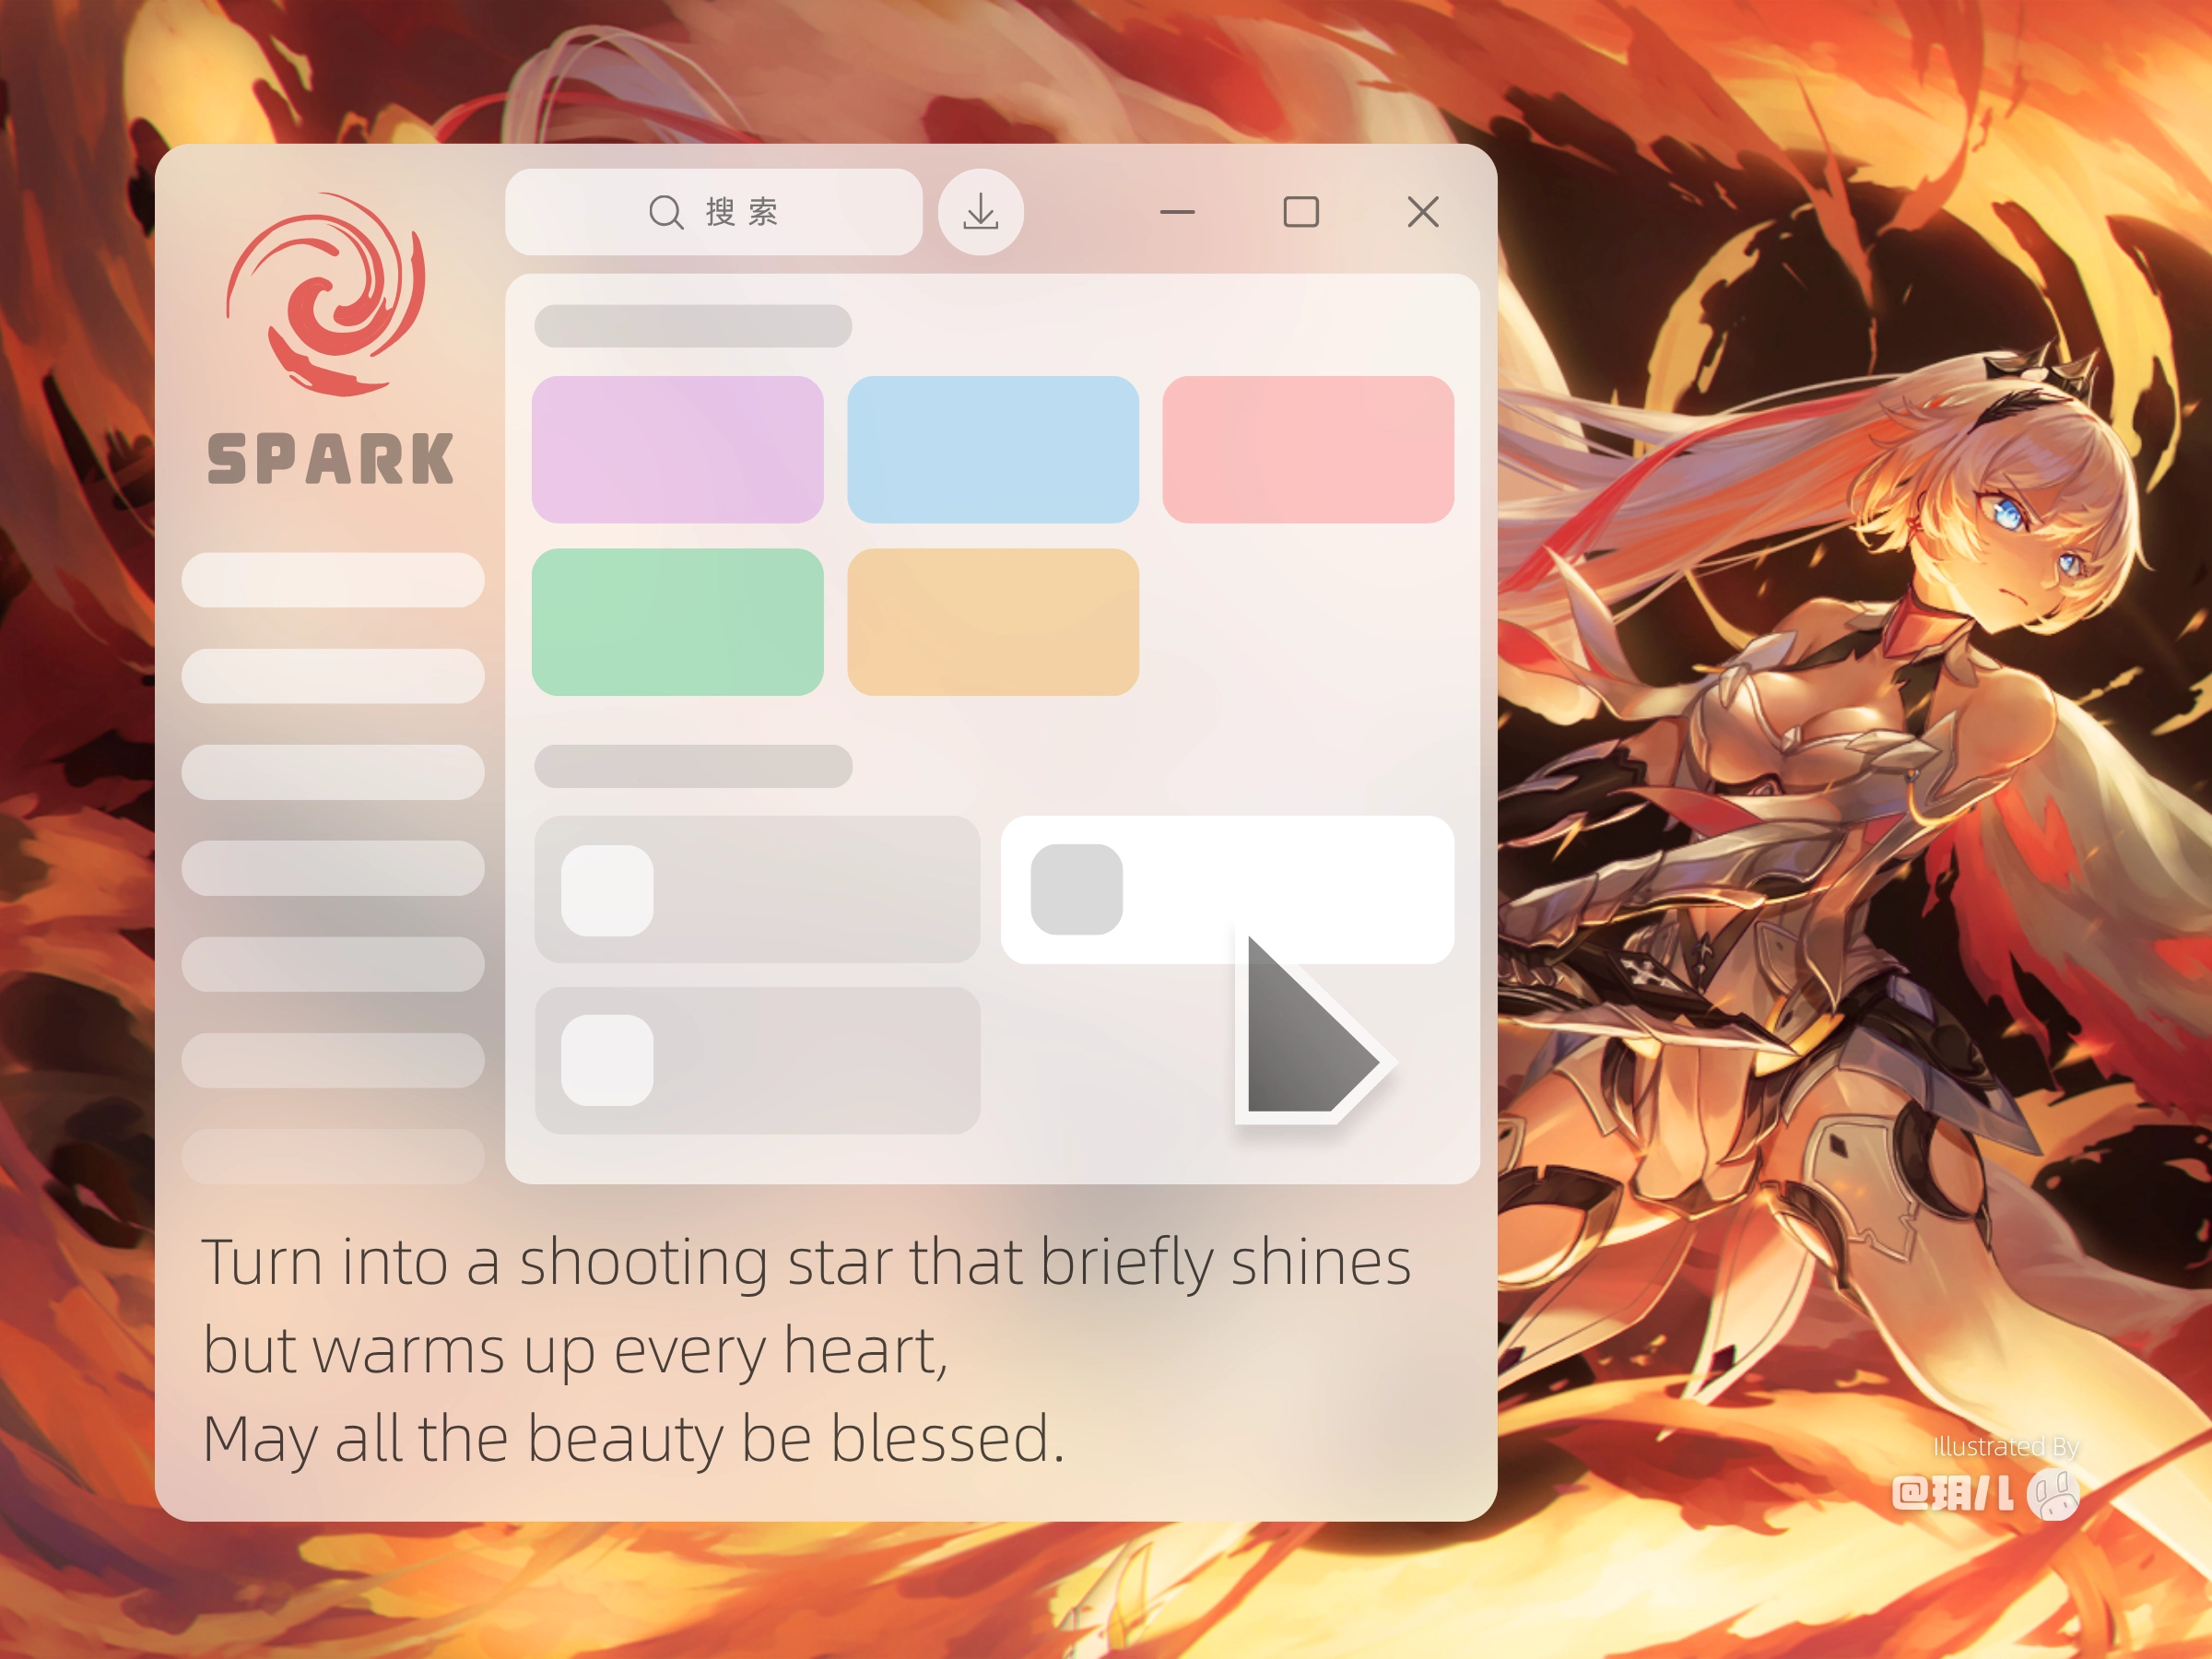 搜索
SPARK
Turn into a shooting star that briefly shines
but warms up every heart,
May all the beauty be blessed.
Illustrated By
@玥儿